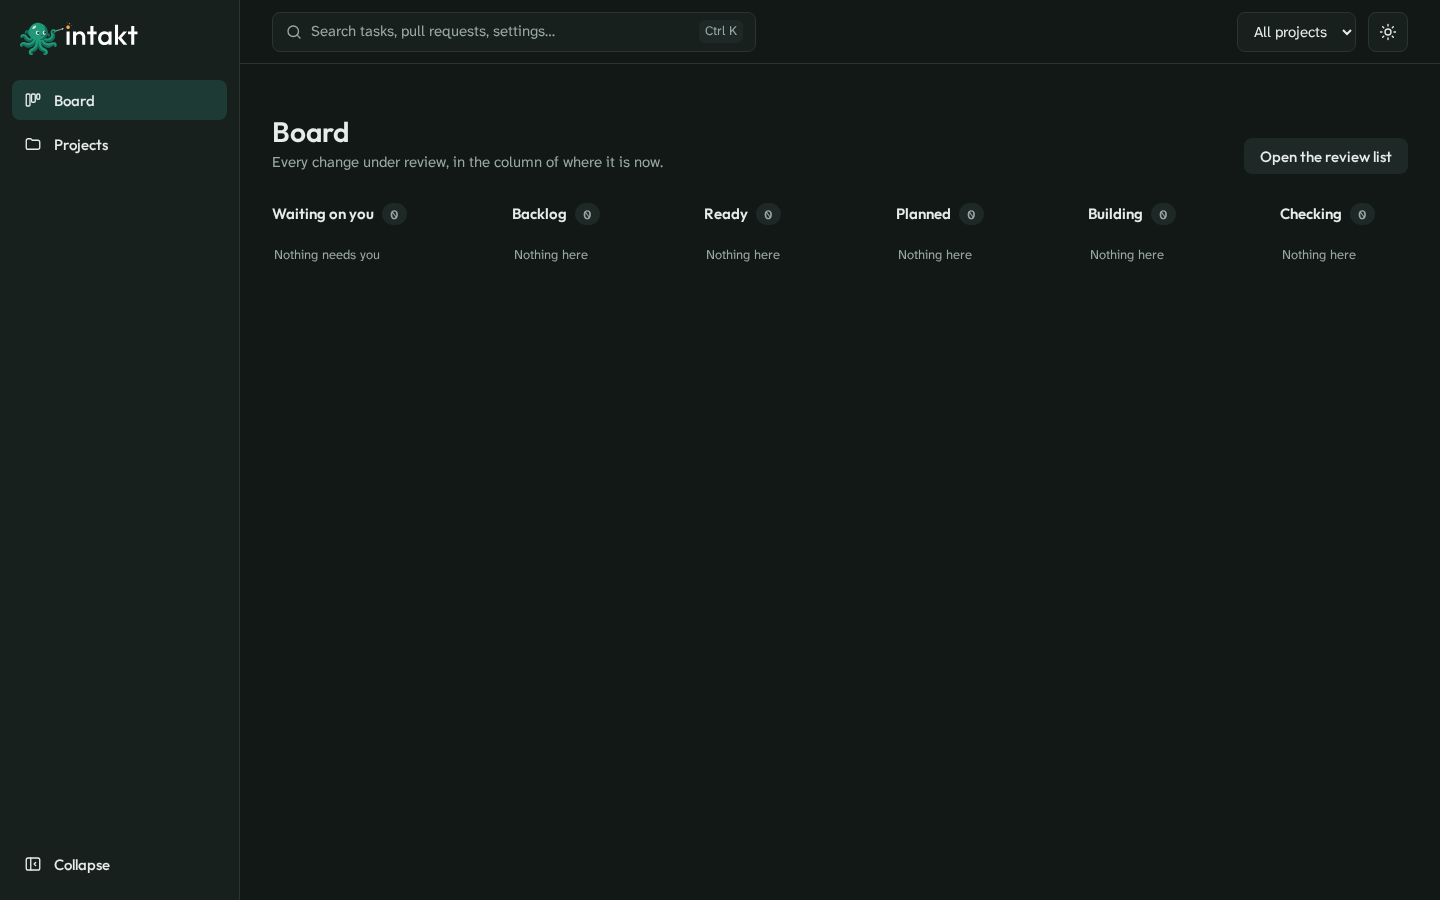 intakt
Search tasks, pull requests, settings...
Ctrl K
All projects
Board
Projects
Board
Every change under review, in the column of where it is now.
Open the review list
Waiting on you 0
Backlog 0
Ready 0
Planned 0
Building 0
Checking 0
Nothing needs you
Nothing here
Nothing here
Nothing here
Nothing here
Nothing here
Collapse